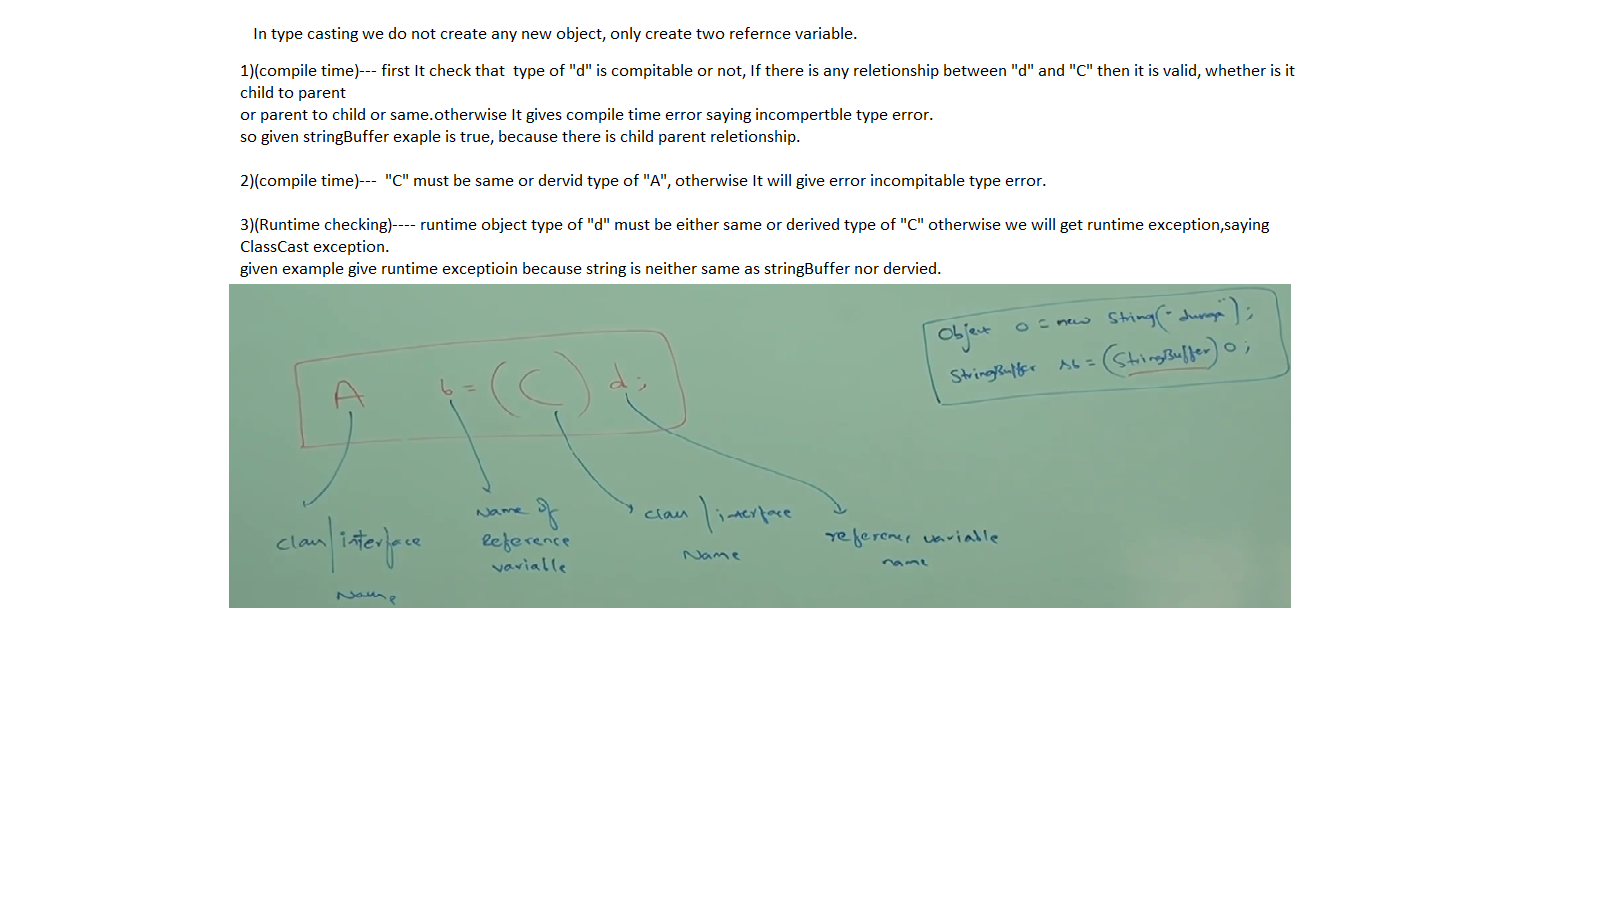 In type casting we do not create any new object, only create two refernce variable.
1)(compile time)--- first It check that type of "d" is compitable or not, If there is any reletionship between "d" and "C" then it is valid, whether is it
child to parent
or parent to child or same.otherwise It gives compile time error saying incompertble type error.
so given stringBuffer exaple is true, because there is child parent reletionship.
2)(compile time)--- "C" must be same or dervid type of "A", otherwise It will give error incompitable type error.
3)(Runtime checking)---- runtime object type of "d" must be either same or derived type of "C" otherwise we will get runtime exception,saying
ClassCast exception.
given example give runtime exceptioin because string is neither same as stringBuffer nor dervied.
Object o = new String("durga");
StringBuffer sb = (StringBuffer) o;
A b = (C) d;
class/interface
Name
Name of
Reference
variable
class/interface
Name
reference variable
name